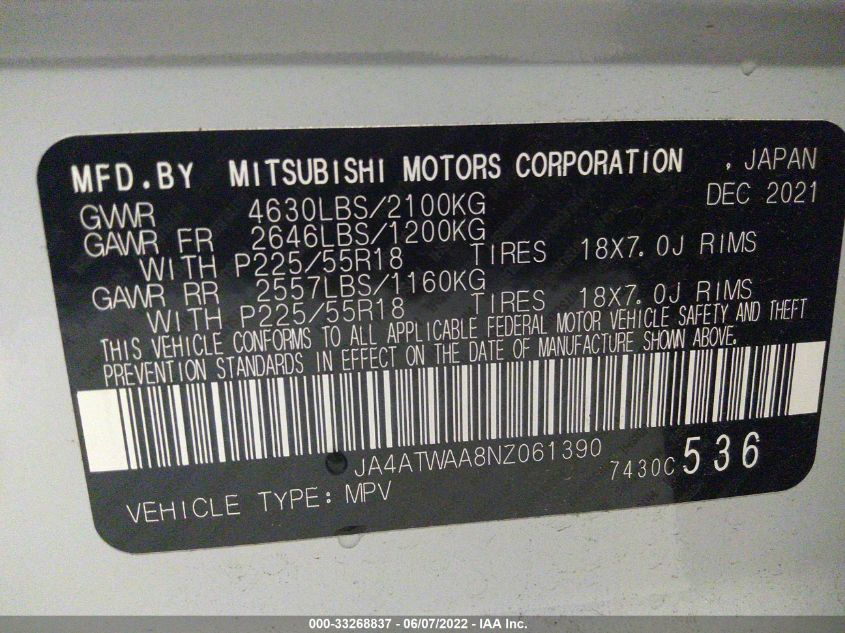 MFD.BY MITSUBISHI MOTORS CORPORATION , JAPAN
GVWR 4630LBS/2100KG DEC 2021
GAWR FR 2646LBS/1200KG
WITH P225/55R18 TIRES 18X7.0J RIMS
GAWR RR 2557LBS/1160KG
WITH P225/55R18 TIRES 18X7.0J RIMS
THIS VEHICLE CONFORMS TO ALL APPLICABLE FEDERAL MOTOR VEHICLE SAFETY AND THEFT
PREVENTION STANDARDS IN EFFECT ON THE DATE OF MANUFACTURE SHOWN ABOVE.
JA4ATWAA8NZ061390 7430C 536
VEHICLE TYPE: MPV
000-33268837 - 06/07/2022 - IAA Inc.